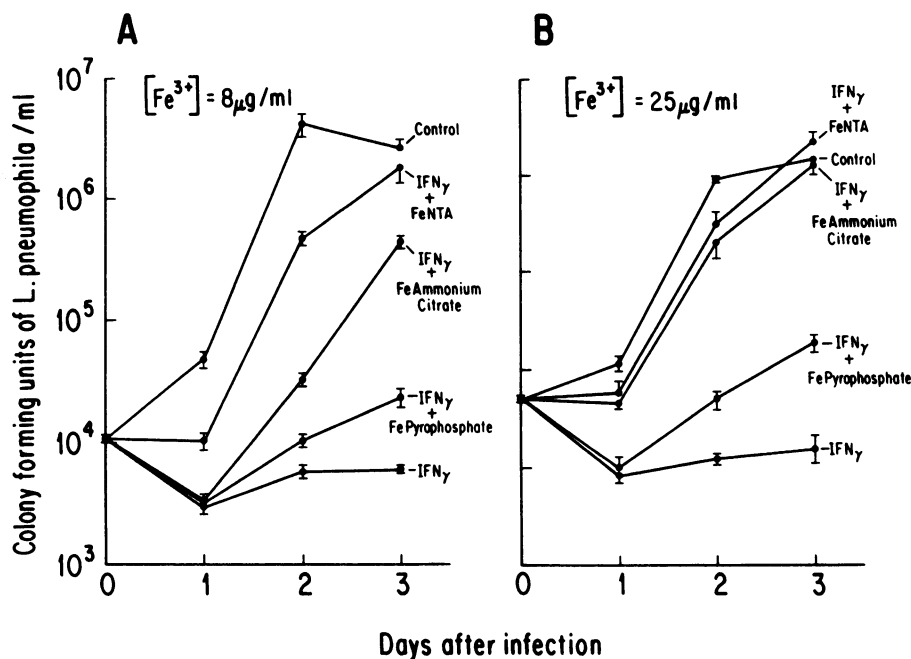 A
[Fe3+] = 8μg/ml
Colony forming units of L. pneumophila / ml
10^7
10^6
10^5
10^4
10^3
Control
IFNγ
+
FeNTA
IFNγ
+
FeAmmonium
Citrate
IFNγ
+
FePyrophosphate
IFNγ
0
1
2
3
B
[Fe3+] = 25μg/ml
IFNγ
+
FeNTA
Control
IFNγ
+
FeAmmonium
Citrate
IFNγ
+
FePyrophosphate
IFNγ
0
1
2
3
Days after infection